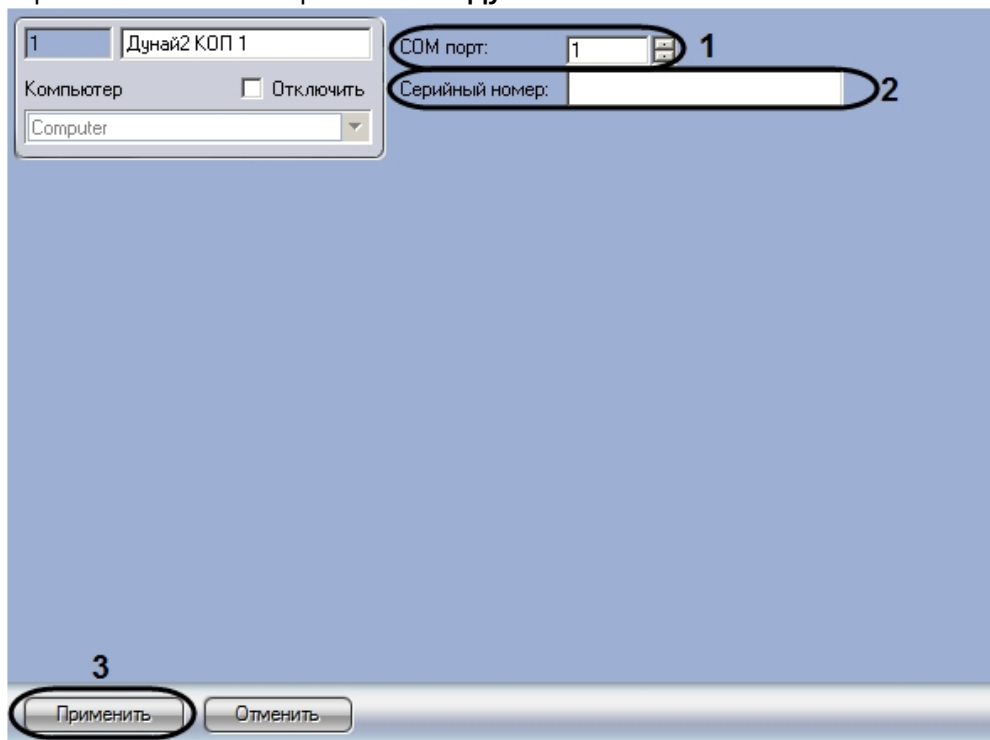 1 Дунай2 КОП 1
COM порт: 1 1
Компьютер Отключить
Серийный номер: 2
Computer
3
Применить Отменить